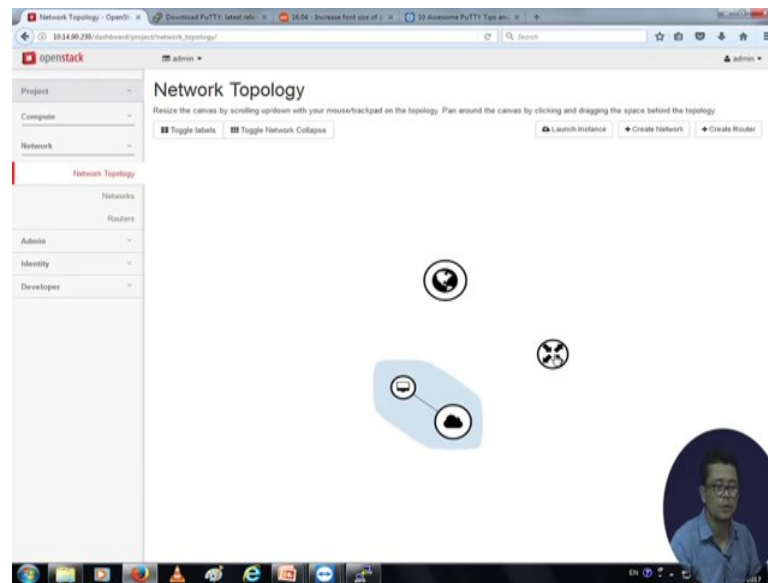 Network Topology - OpenSt
Download PuTTY: latest rele
16.04 - Increase font size of
10 Awesome PuTTY Tips an
10.14.90.230/dashboard/project/network_topology/
Search
openstack
admin
admin
Project
Compute
Network
Network Topology
Networks
Routers
Admin
Identity
Developer
Network Topology
Resize the canvas by scrolling up/down with your mouse/trackpad on the topology. Pan around the canvas by clicking and dragging the space behind the topology.
Toggle labels
Toggle Network Collapse
Launch Instance
+ Create Network
+ Create Router
EN